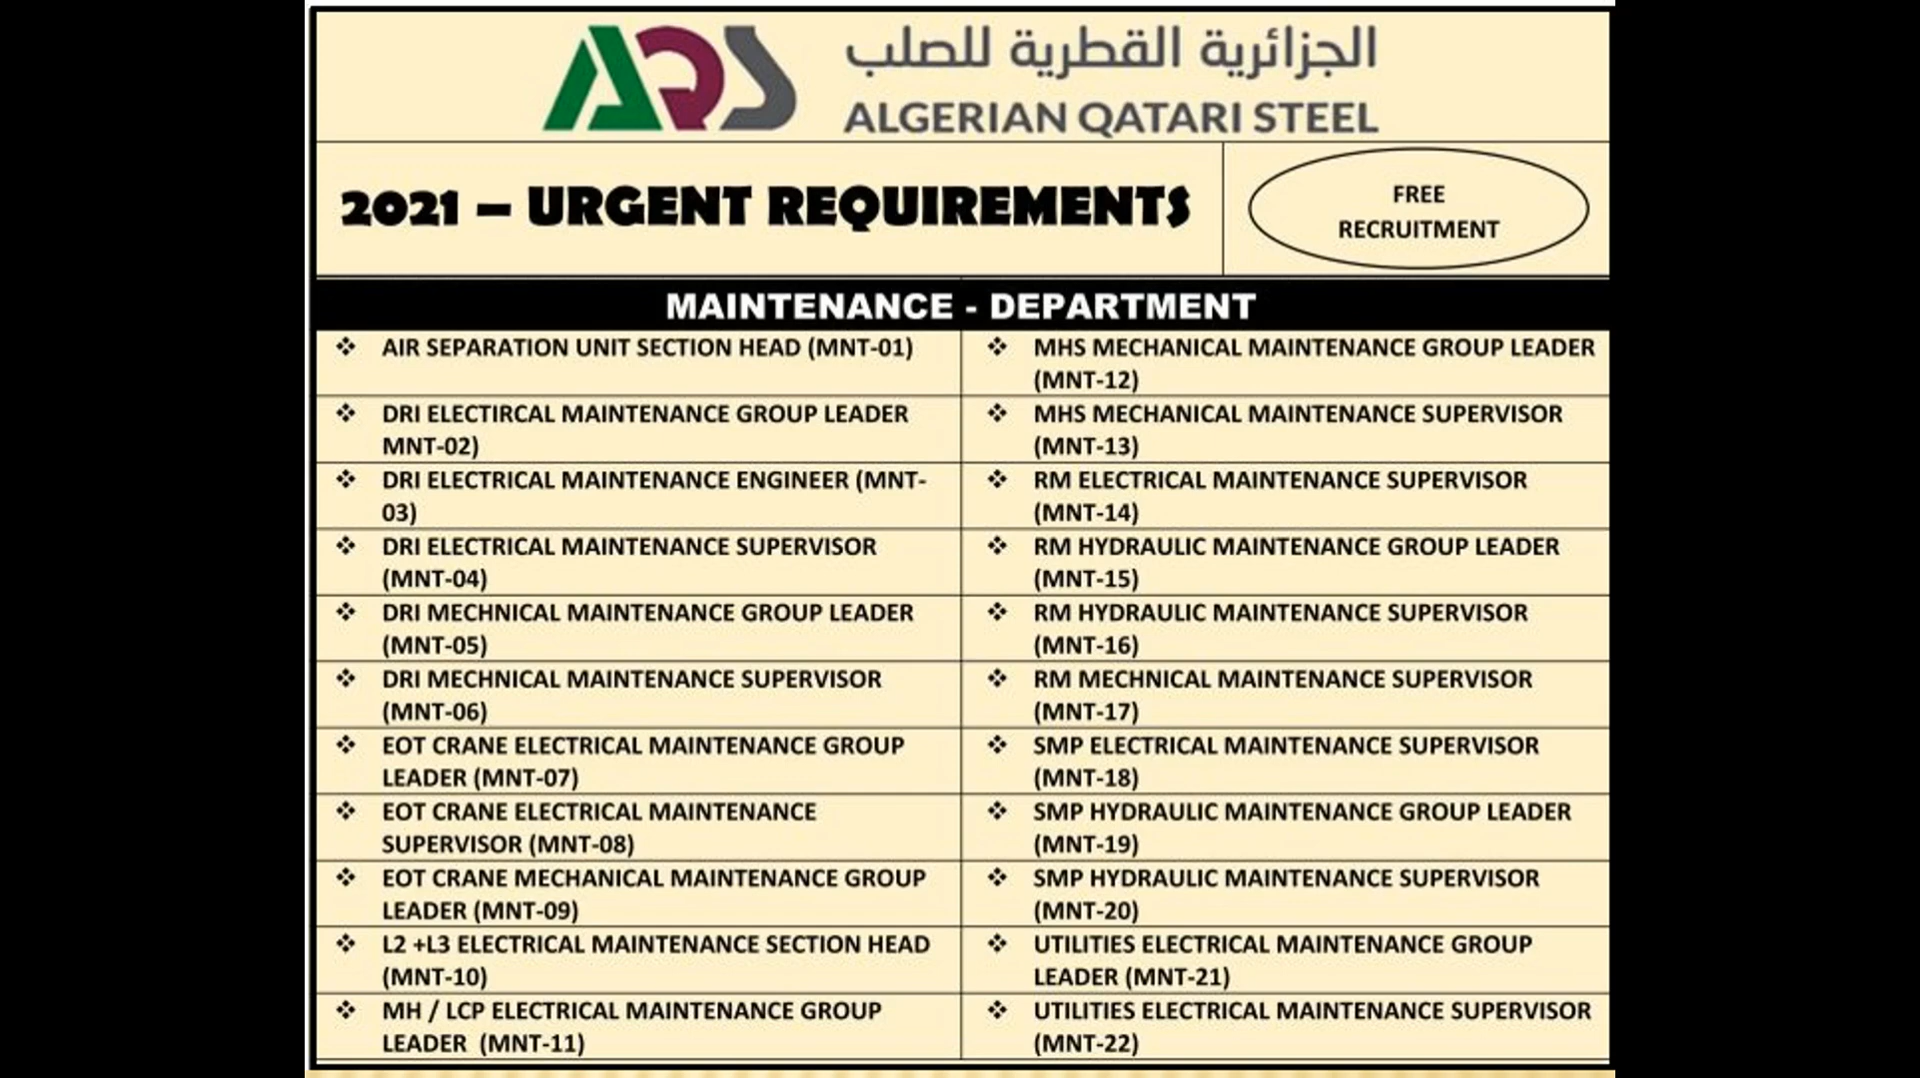 AQS
الجزائرية القطرية للصلب
ALGERIAN QATARI STEEL
2021 – URGENT REQUIREMENTS
FREE
RECRUITMENT
MAINTENANCE - DEPARTMENT
AIR SEPARATION UNIT SECTION HEAD (MNT-01)
MHS MECHANICAL MAINTENANCE GROUP LEADER
(MNT-12)
DRI ELECTIRCAL MAINTENANCE GROUP LEADER
MNT-02)
MHS MECHANICAL MAINTENANCE SUPERVISOR
(MNT-13)
DRI ELECTRICAL MAINTENANCE ENGINEER (MNT-
03)
RM ELECTRICAL MAINTENANCE SUPERVISOR
(MNT-14)
DRI ELECTRICAL MAINTENANCE SUPERVISOR
(MNT-04)
RM HYDRAULIC MAINTENANCE GROUP LEADER
(MNT-15)
DRI MECHNICAL MAINTENANCE GROUP LEADER
(MNT-05)
RM HYDRAULIC MAINTENANCE SUPERVISOR
(MNT-16)
DRI MECHNICAL MAINTENANCE SUPERVISOR
(MNT-06)
RM MECHNICAL MAINTENANCE SUPERVISOR
(MNT-17)
EOT CRANE ELECTRICAL MAINTENANCE GROUP
LEADER (MNT-07)
SMP ELECTRICAL MAINTENANCE SUPERVISOR
(MNT-18)
EOT CRANE ELECTRICAL MAINTENANCE
SUPERVISOR (MNT-08)
SMP HYDRAULIC MAINTENANCE GROUP LEADER
(MNT-19)
EOT CRANE MECHANICAL MAINTENANCE GROUP
LEADER (MNT-09)
SMP HYDRAULIC MAINTENANCE SUPERVISOR
(MNT-20)
L2 +L3 ELECTRICAL MAINTENANCE SECTION HEAD
(MNT-10)
UTILITIES ELECTRICAL MAINTENANCE GROUP
LEADER (MNT-21)
MH / LCP ELECTRICAL MAINTENANCE GROUP
LEADER (MNT-11)
UTILITIES ELECTRICAL MAINTENANCE SUPERVISOR
(MNT-22)